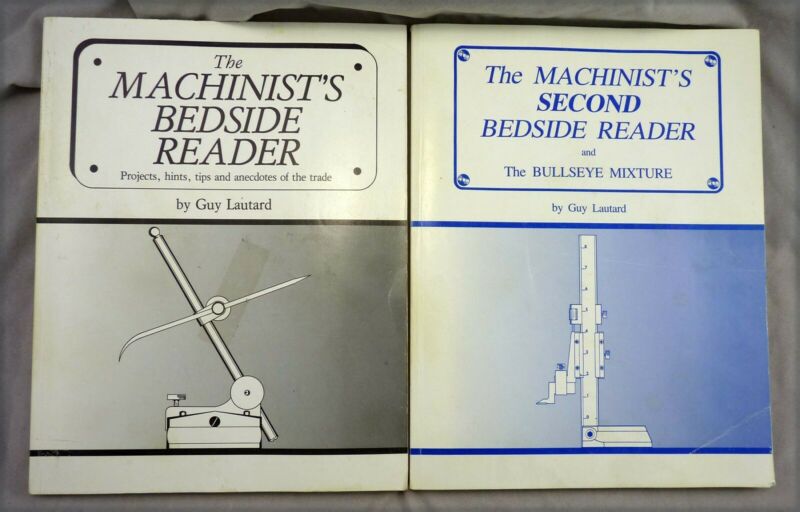 The
MACHINIST'S
BEDSIDE
READER
Projects, hints, tips and anecdotes of the trade
by Guy Lautard
The MACHINIST'S
SECOND
BEDSIDE READER
and
The BULLSEYE MIXTURE
by Guy Lautard